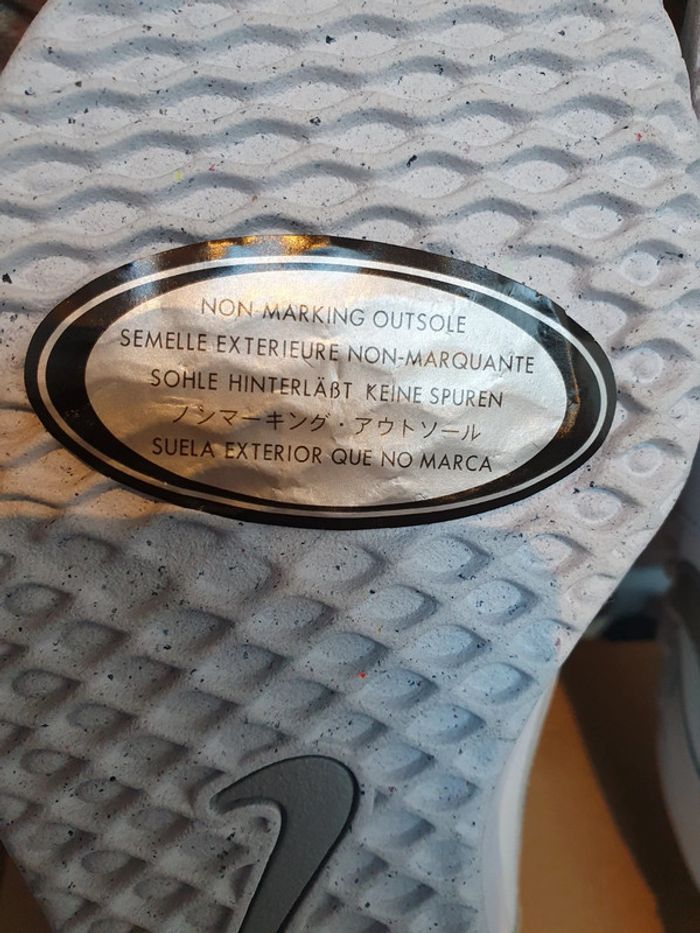 NON-MARKING OUTSOLE
SEMELLE EXTERIEURE NON-MARQUANTE
SOHLE HINTERLÄßT KEINE SPUREN
ノンマーキング・アウトソール
SUELA EXTERIOR QUE NO MARCA